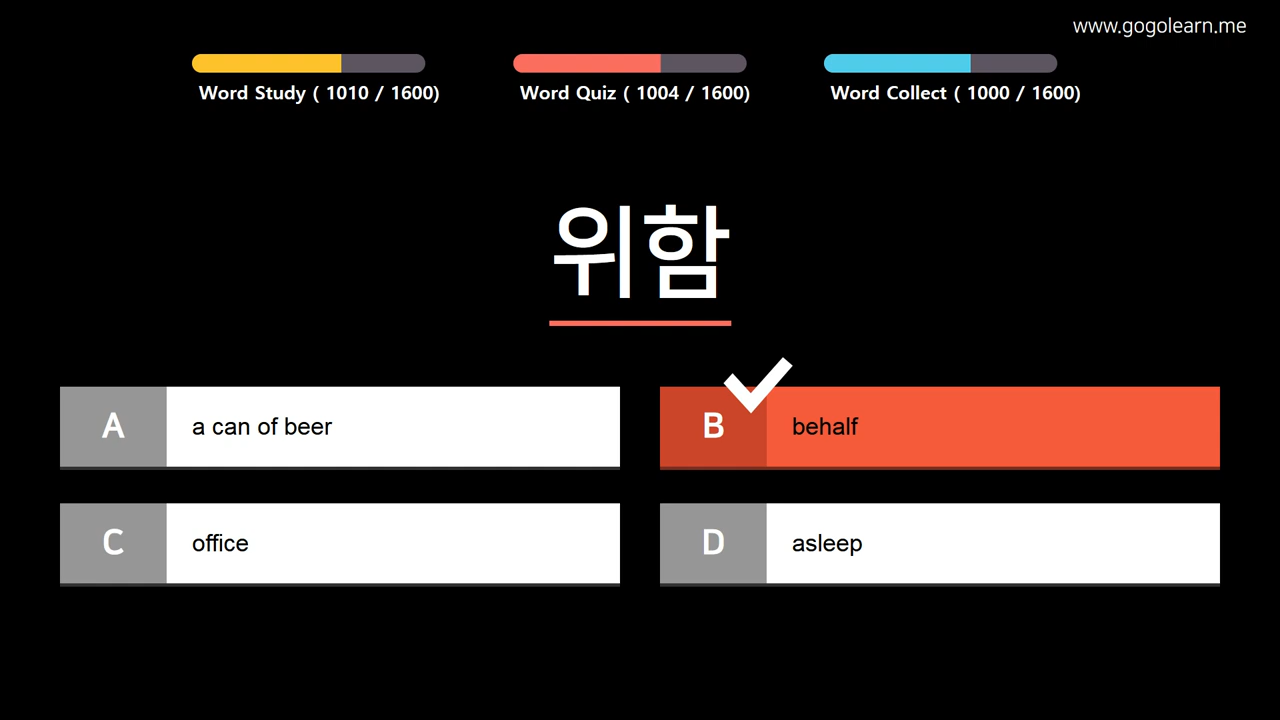 www.gogolearn.me
Word Study ( 1010 / 1600)
Word Quiz ( 1004 / 1600)
Word Collect ( 1000 / 1600)
위함
A a can of beer
B behalf
C office
D asleep